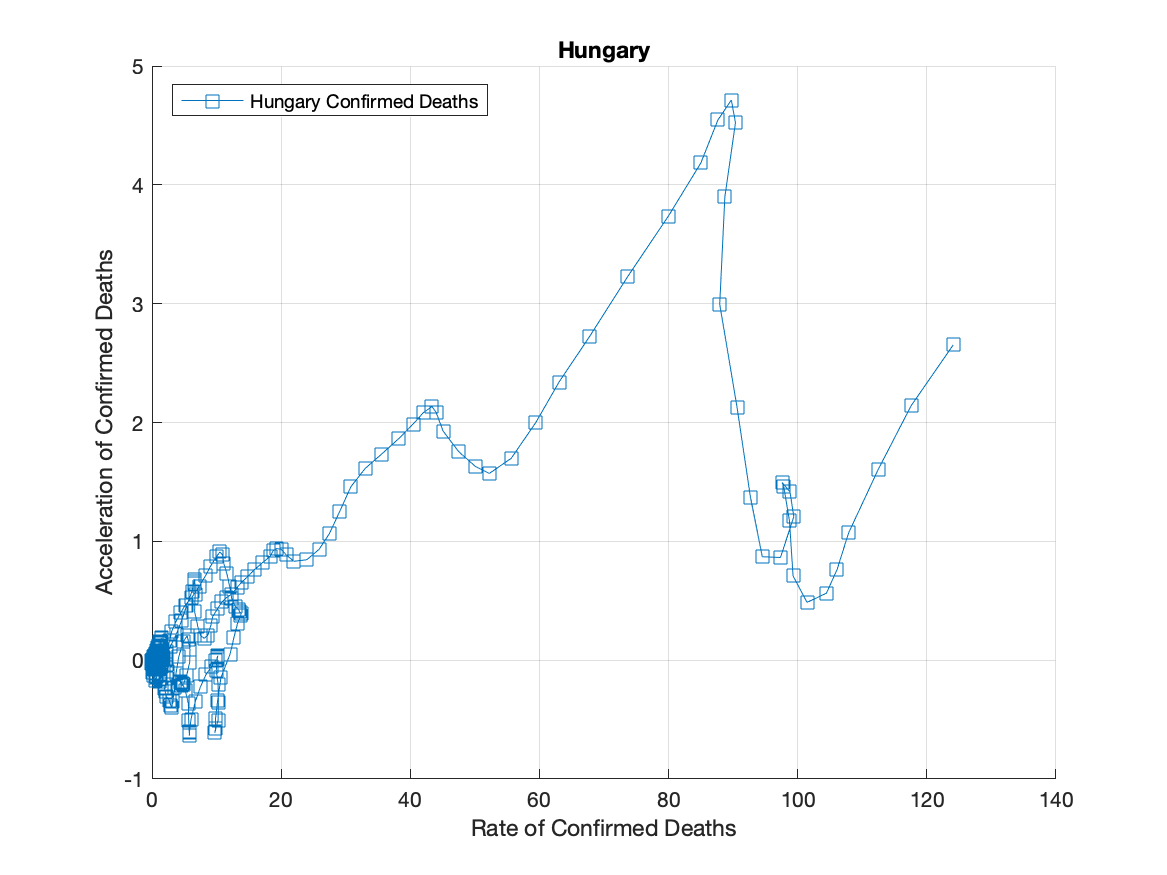 Hungary
Hungary Confirmed Deaths
5
4
3
2
1
0
-1
Acceleration of Confirmed Deaths
0 20 40 60 80 100 120 140
Rate of Confirmed Deaths